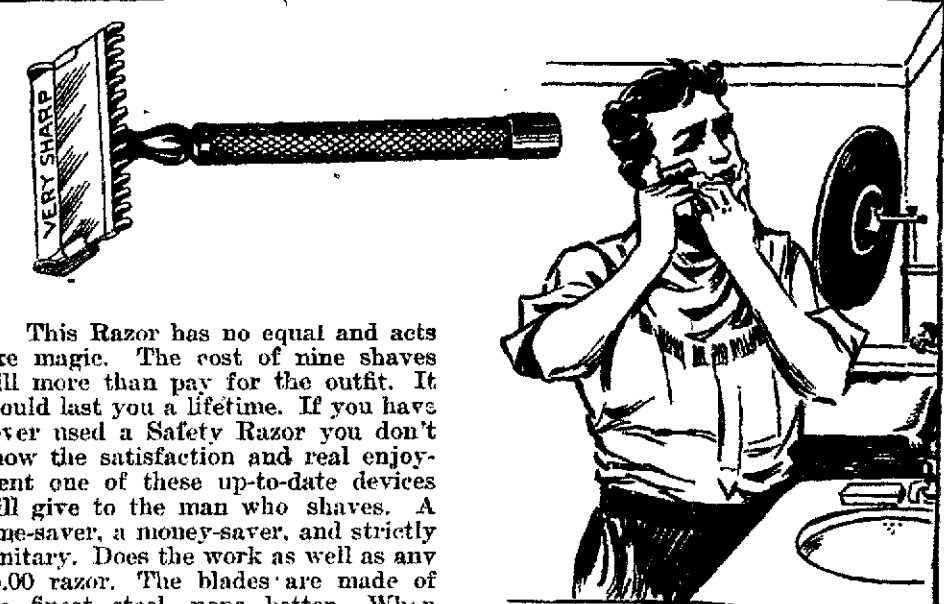 VERY SHARP
This Razor has no equal and acts
ke magic. The cost of nine shaves
ill more than pay for the outfit. It
ould last you a lifetime. If you have
ver used a Safety Razor you don't
now the satisfaction and real enjoy-
ent one of these up-to-date devices
ill give to the man who shaves. A
me-saver, a money-saver, and strictly
nitary. Does the work as well as any
.00 razor. The blades are made of
finest steel, none better. When